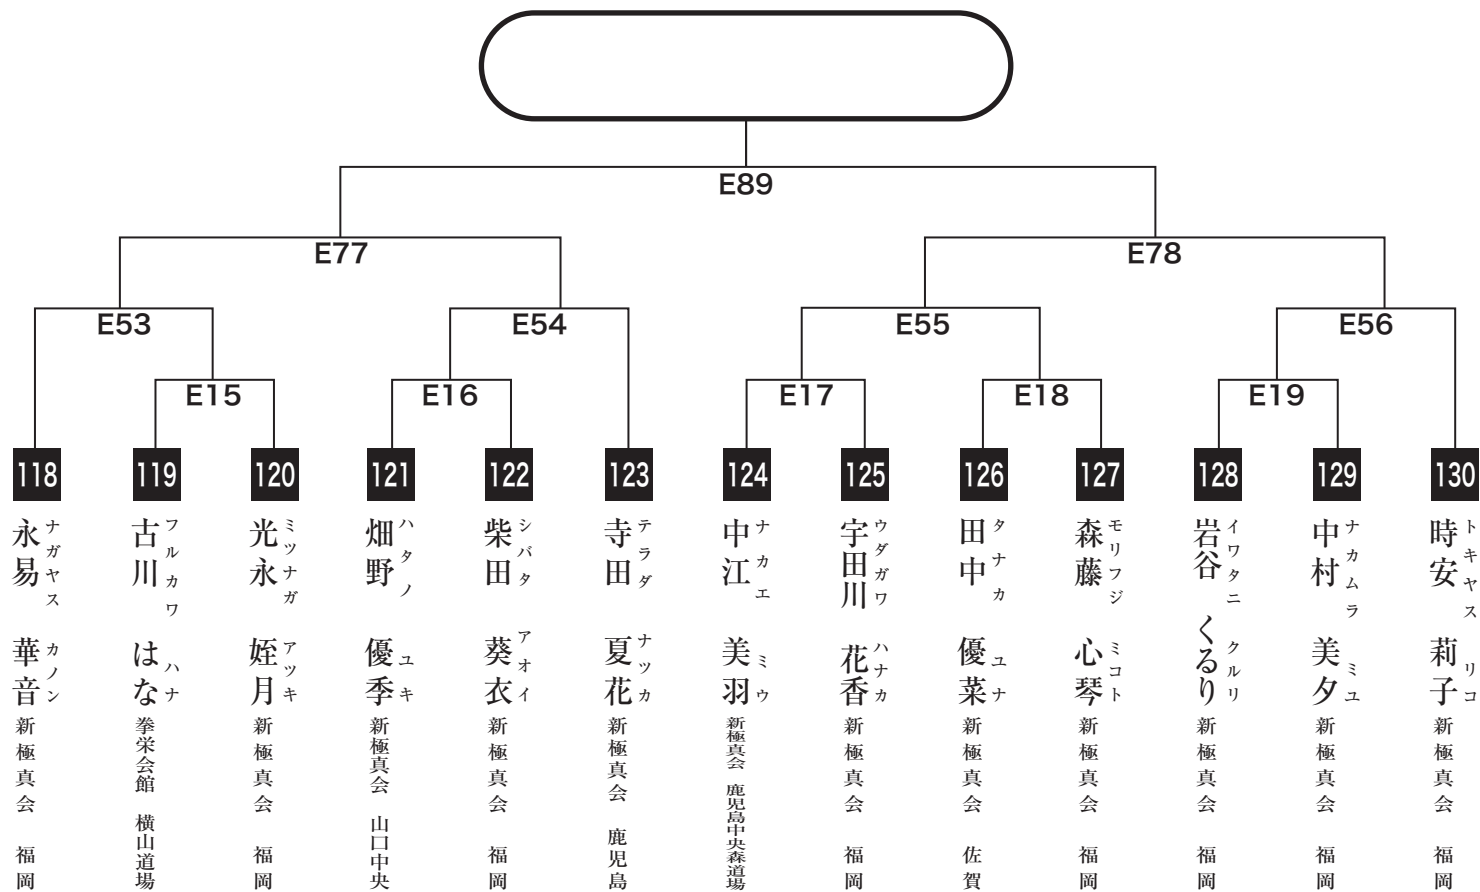 E89
E77
E78
E53
E54
E55
E56
E15
E16
E17
E18
E19
118
119
120
121
122
123
124
125
126
127
128
129
130
永易 華音
ナガヤス カノン
新極真会 福岡
古川 はな
フルカワ ハナ
拳栄会館 横山道場
光永 姪月
ミツナガ アツキ
新極真会 福岡
畑野 優季
ハタノ ユキ
新極真会 山口中央
柴田 葵衣
シバタ アオイ
新極真会 福岡
寺田 夏花
テラダ ナツカ
新極真会 鹿児島
中江 美羽
ナカエ ミウ
新極真会 鹿児島中央森道場
宇田川 花香
ウダガワ ハナカ
新極真会 福岡
田中 優菜
タナカ ユナ
新極真会 佐賀
森藤 心琴
モリフジ ミコト
新極真会 福岡
岩谷 くるり
イワタニ クルリ
新極真会 福岡
中村 美夕
ナカムラ ミユ
新極真会 福岡
時安 莉子
トキヤス リコ
新極真会 福岡